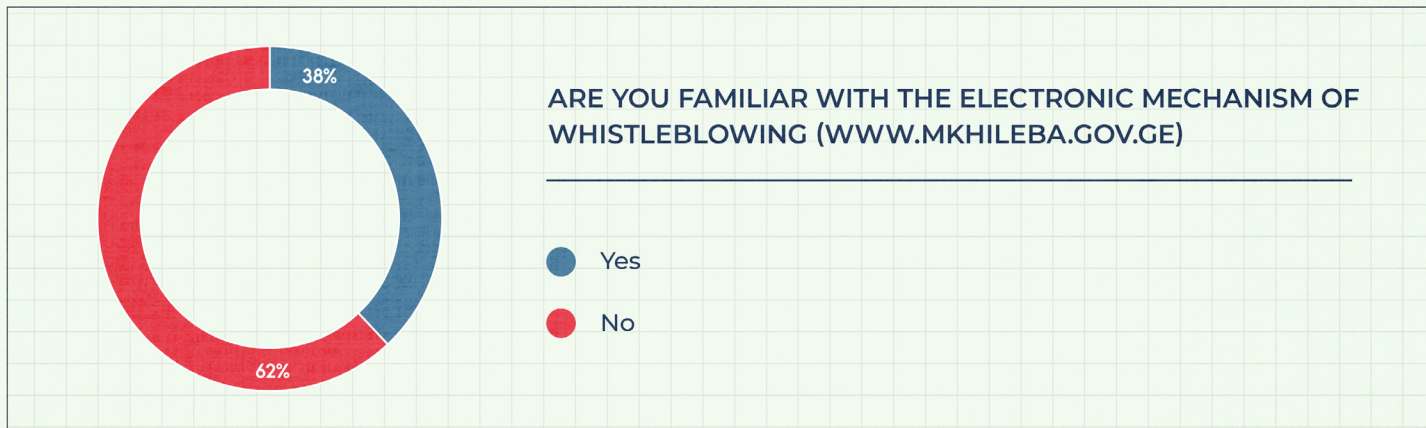 38%
ARE YOU FAMILIAR WITH THE ELECTRONIC MECHANISM OF
WHISTLEBLOWING (WWW.MKHILEBA.GOV.GE)
Yes
No
62%